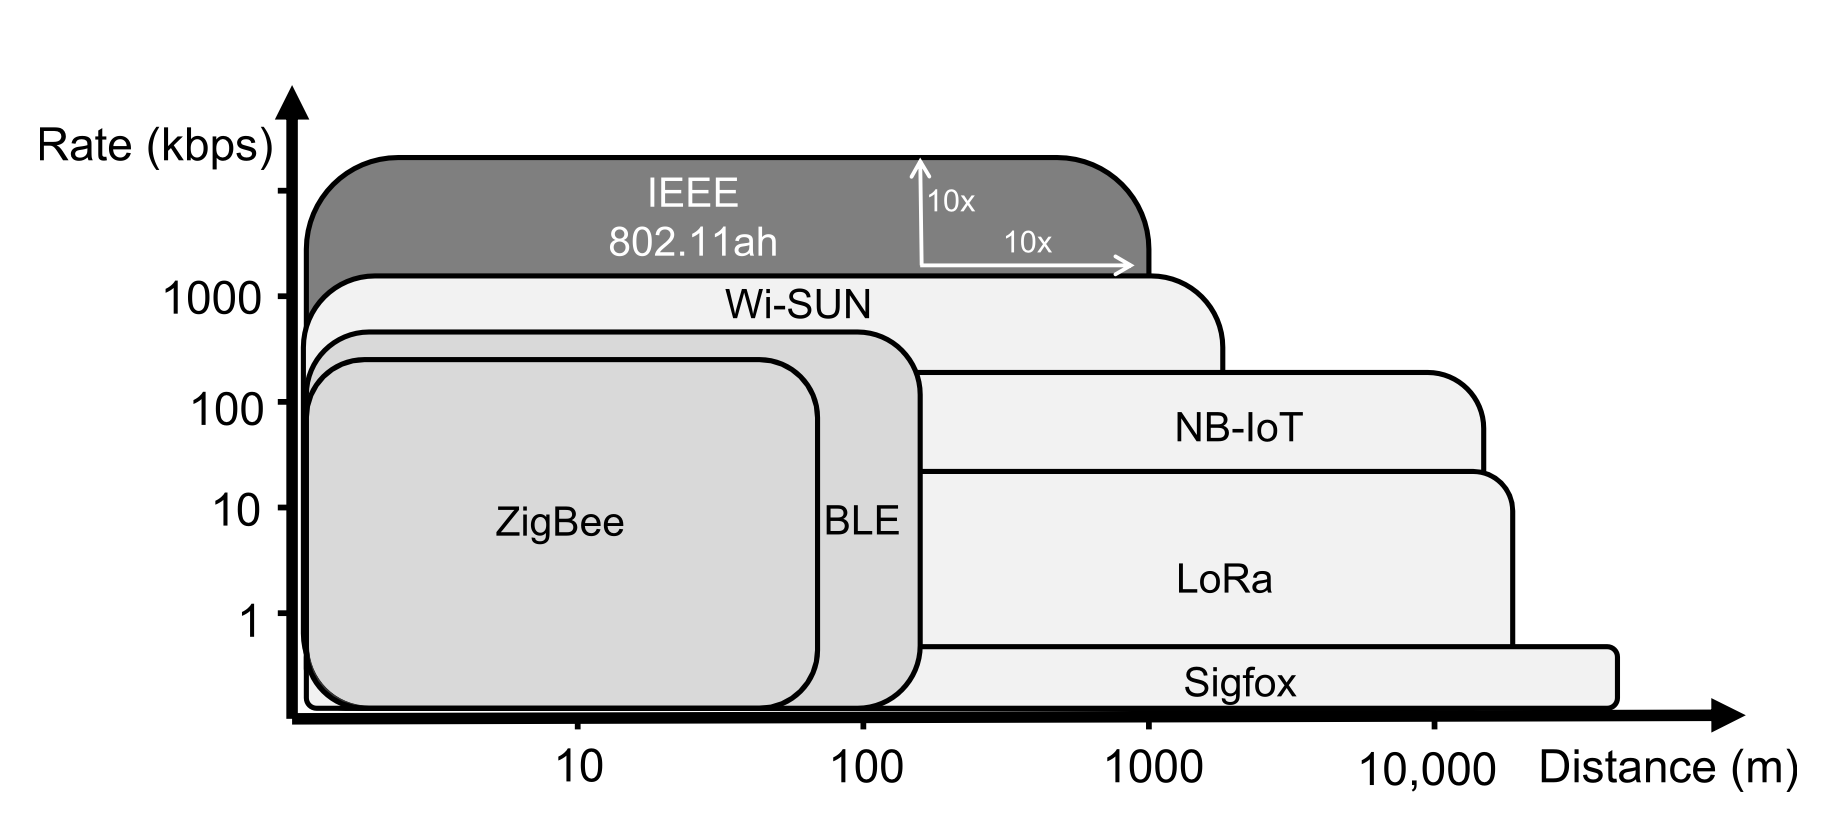 Rate (kbps)
IEEE
802.11ah
10x
10x
1000
Wi-SUN
100
NB-IoT
10
ZigBee
BLE
LoRa
1
Sigfox
10
100
1000
10,000
Distance (m)